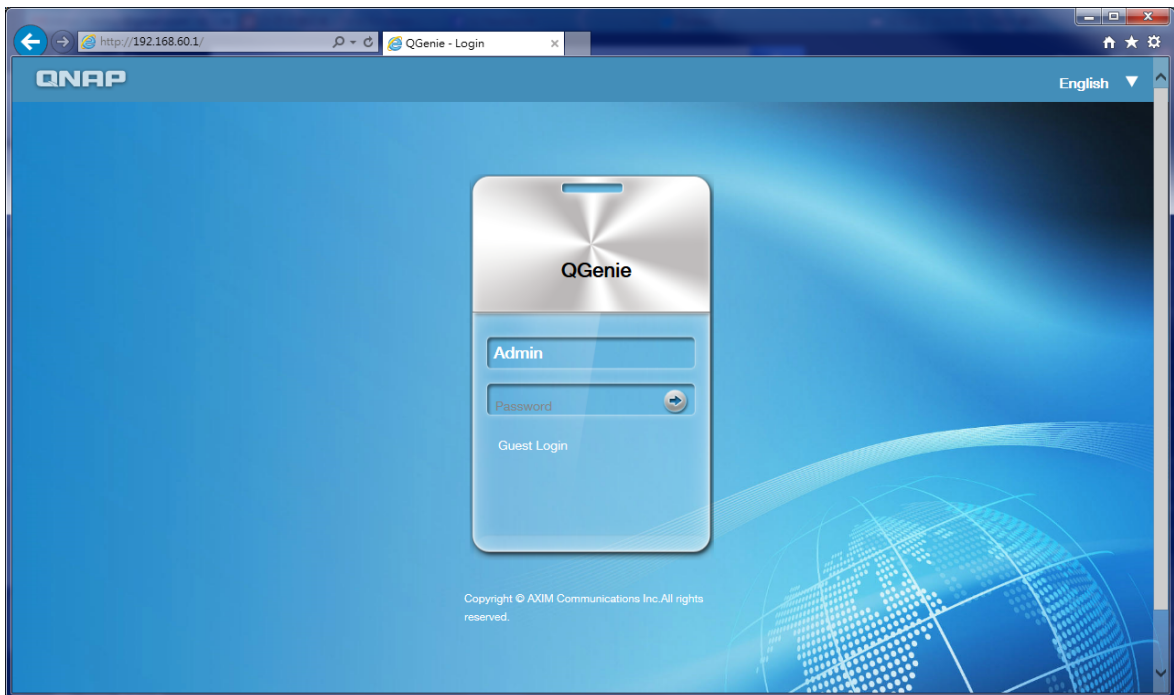 http://192.168.60.1/
QGenie - Login
QNAP
English
QGenie
Admin
Password
Guest Login
Copyright © AXIM Communications Inc.All rights
reserved.